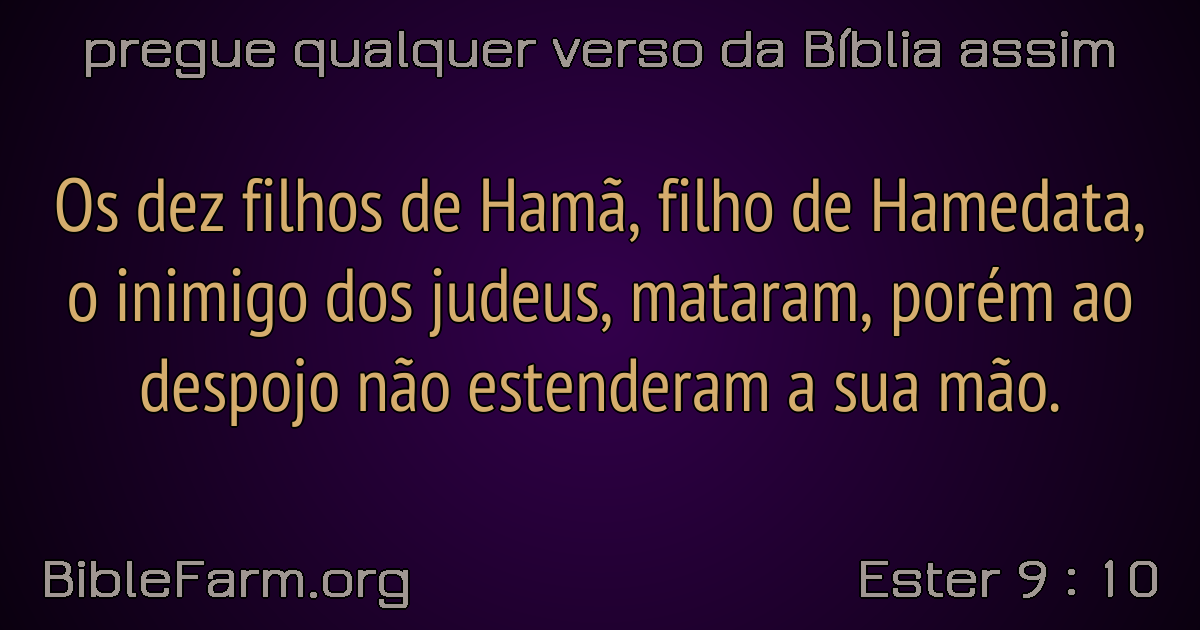 pregue qualquer verso da Bíblia assim
Os dez filhos de Hamã, filho de Hamedata,
o inimigo dos judeus, mataram, porém ao
despojo não estenderam a sua mão.
BibleFarm.org
Ester 9 : 10